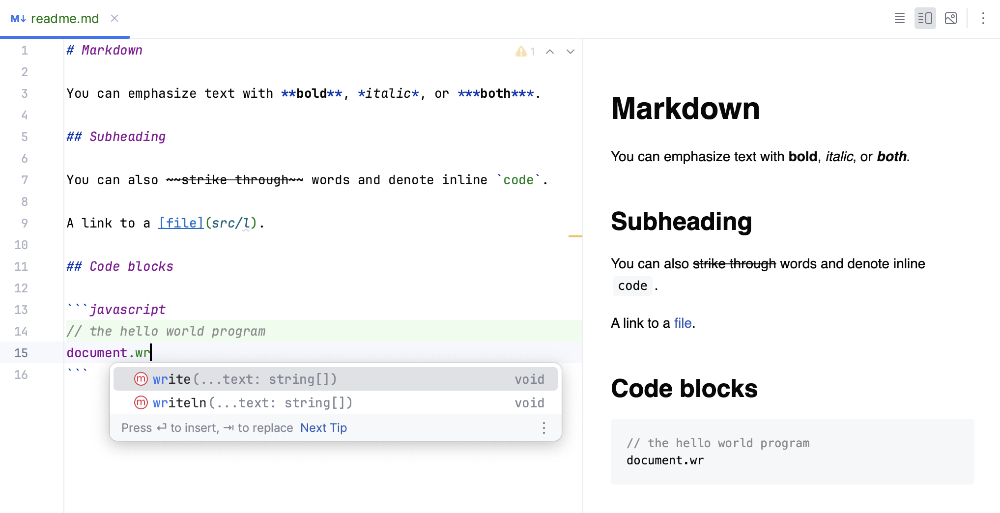 M↓ readme.md
1
1 # Markdown
2
3 You can emphasize text with **bold**, *italic*, or ***both***.
4
5 ## Subheading
6
7 You can also ~~strike through~~ words and denote inline `code`.
8
9 A link to a [file](src/l).
10
11 ## Code blocks
12
13 ```javascript
14 // the hello world program
15 document.wr
16 ```
m write(...text: string[]) void
m writeln(...text: string[]) void
Press ↵ to insert, ⇥ to replace Next Tip
Markdown
You can emphasize text with bold, italic, or both.
Subheading
You can also strike through words and denote inline
code .
A link to a file.
Code blocks
// the hello world program
document.wr